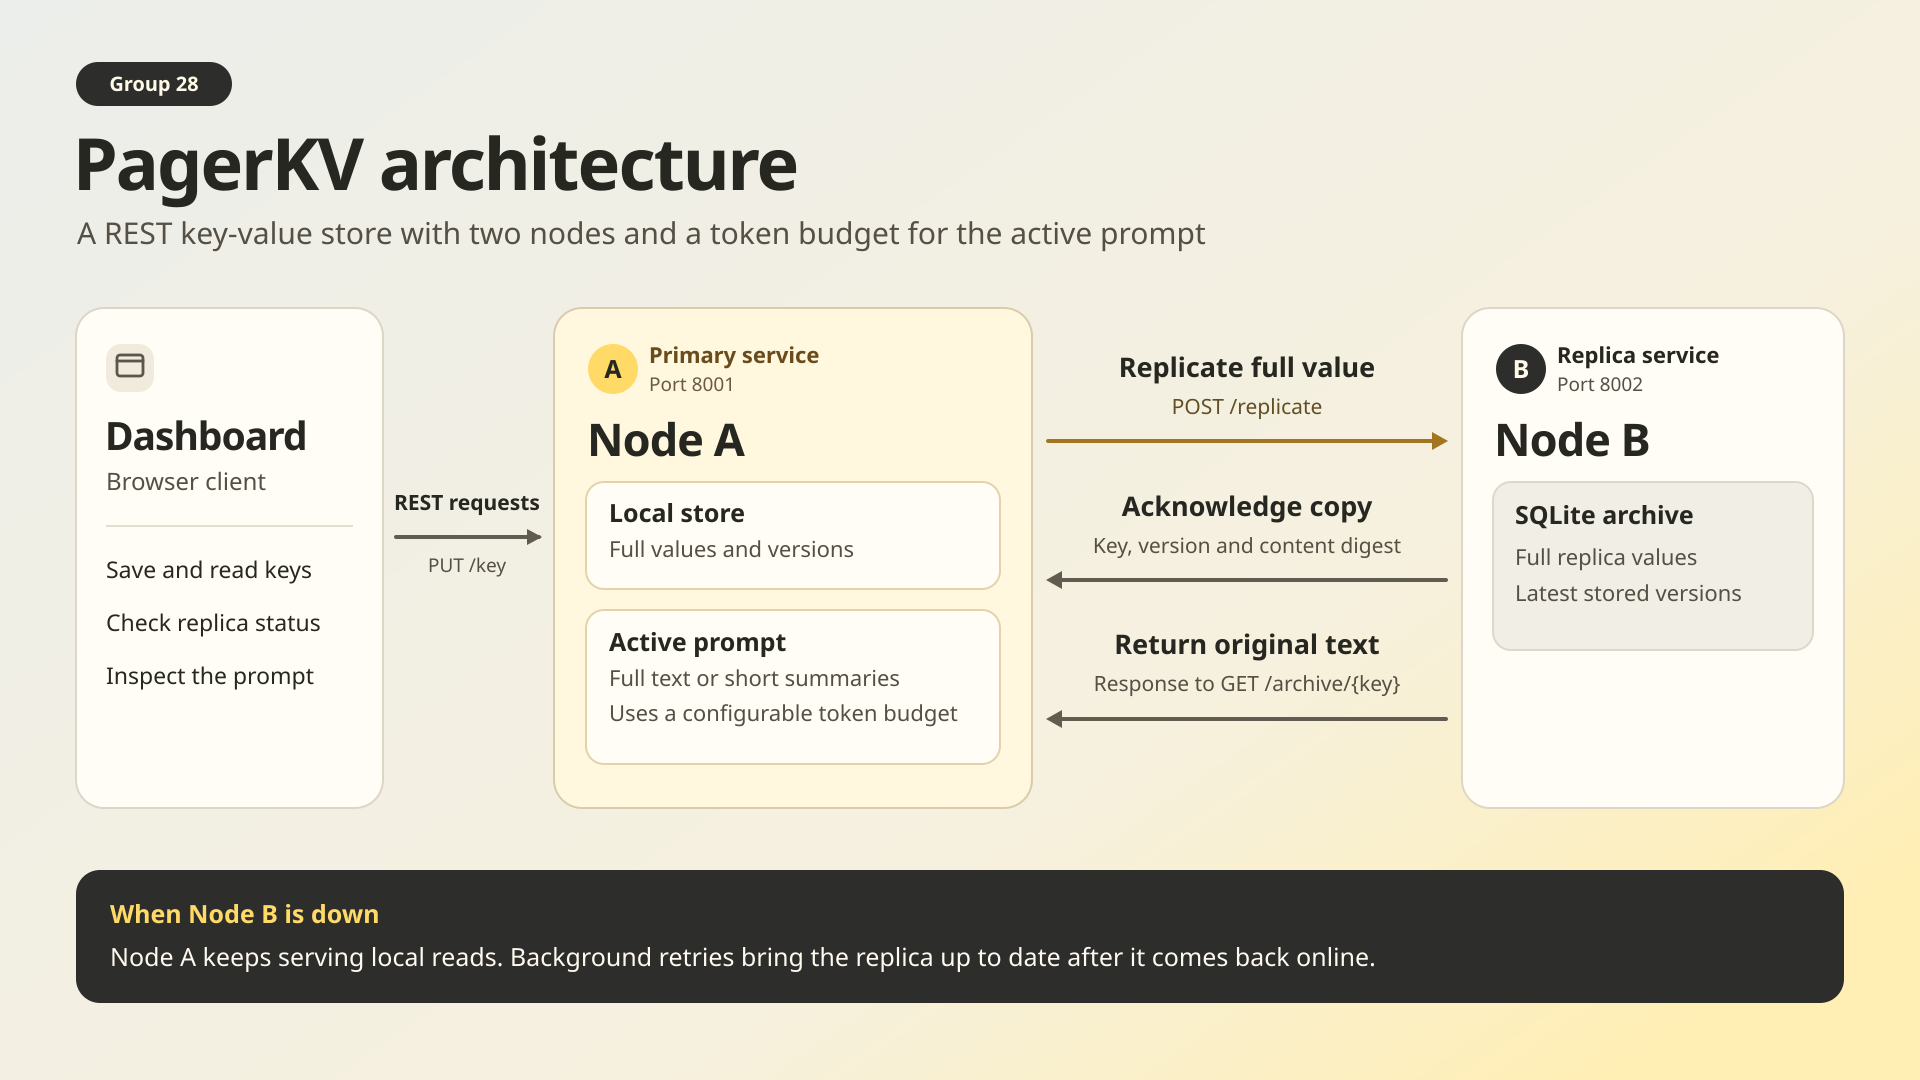 Group 28
PagerKV architecture
A REST key-value store with two nodes and a token budget for the active prompt
Dashboard
Browser client
Save and read keys
Check replica status
Inspect the prompt
REST requests
PUT /key
A
Primary service
Port 8001
Node A
Local store
Full values and versions
Active prompt
Full text or short summaries
Uses a configurable token budget
Replicate full value
POST /replicate
Acknowledge copy
Key, version and content digest
Return original text
Response to GET /archive/{key}
B
Replica service
Port 8002
Node B
SQLite archive
Full replica values
Latest stored versions
When Node B is down
Node A keeps serving local reads. Background retries bring the replica up to date after it comes back online.